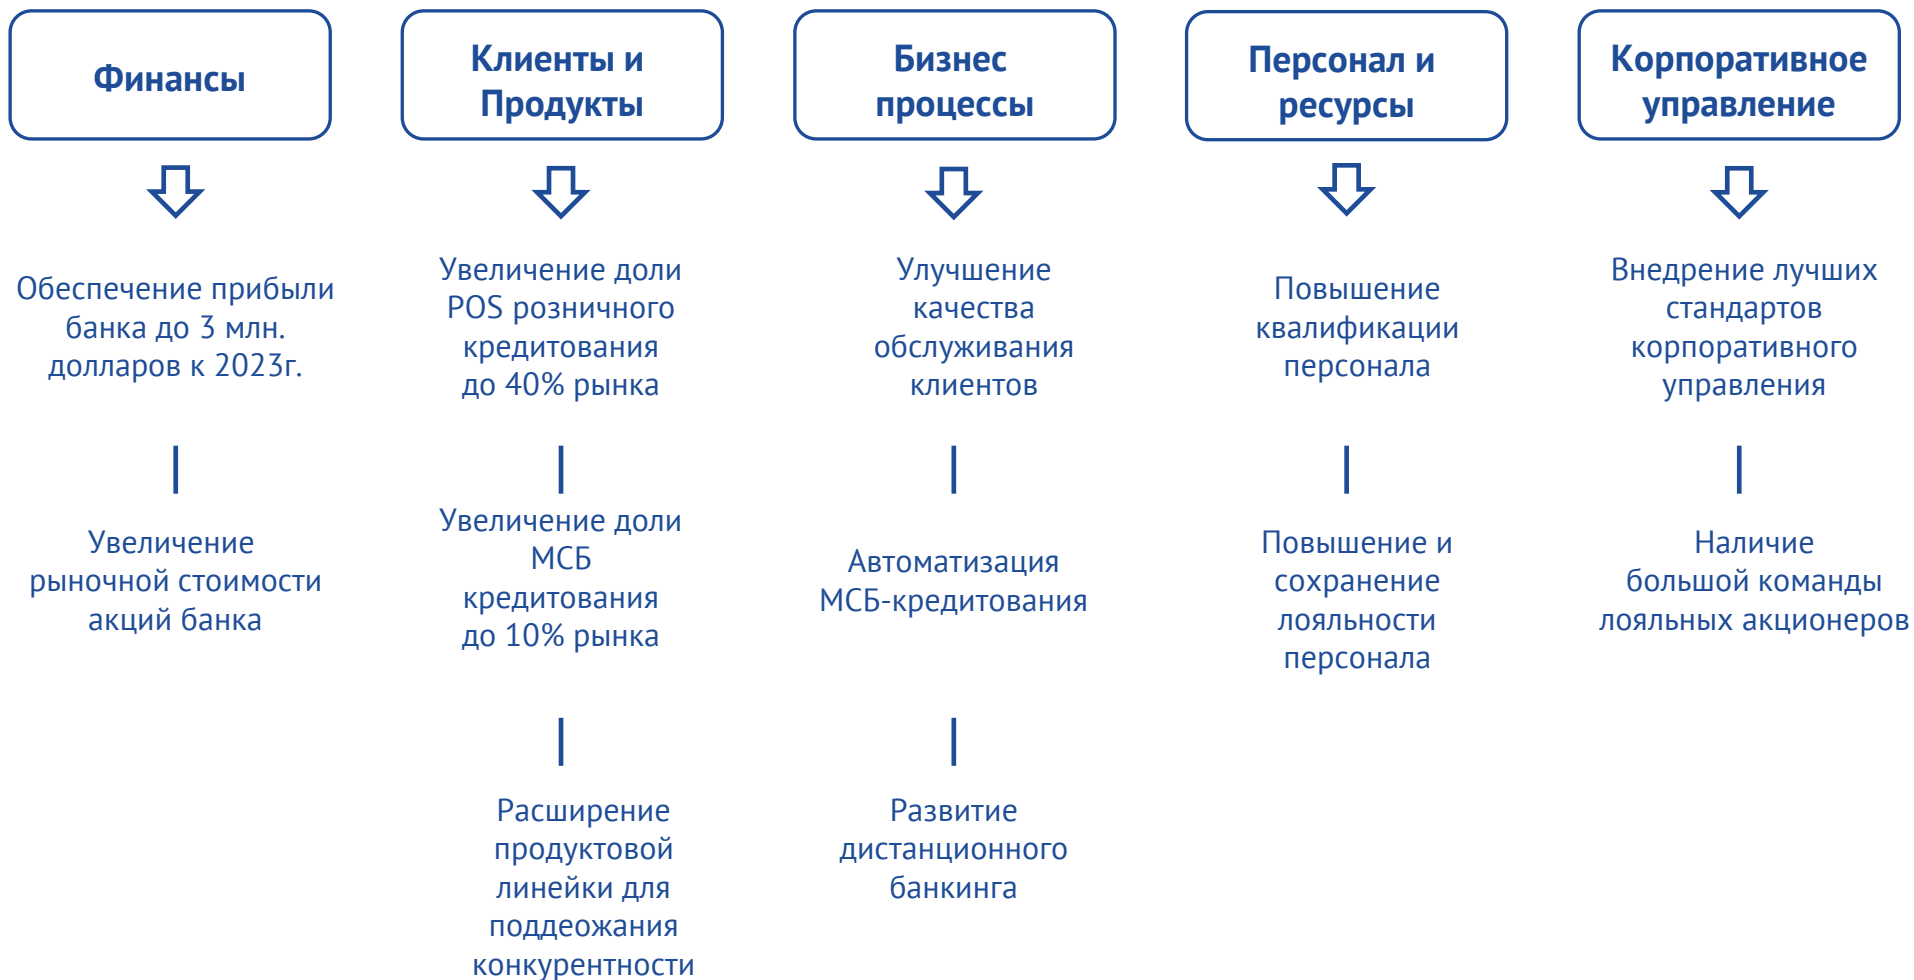 Финансы
Обеспечение прибыли
банка до 3 млн.
долларов к 2023г.
Увеличение
рыночной стоимости
акций банка
Клиенты и
Продукты
Увеличение доли
POS розничного
кредитования
до 40% рынка
Увеличение доли
МСБ
кредитования
до 10% рынка
Расширение
продуктовой
линейки для
поддеожания
конкурентности
Бизнес
процессы
Улучшение
качества
обслуживания
клиентов
Автоматизация
МСБ-кредитования
Развитие
дистанционного
банкинга
Персонал и
ресурсы
Повышение
квалификации
персонала
Повышение и
сохранение
лояльности
персонала
Корпоративное
управление
Внедрение лучших
стандартов
корпоративного
управления
Наличие
большой команды
лояльных акционеров